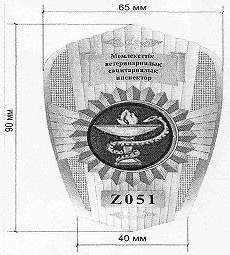 65 мм
90 мм
Мемлекеттік
ветеринариялық
санитариялық
инспектор
Z051
40 мм